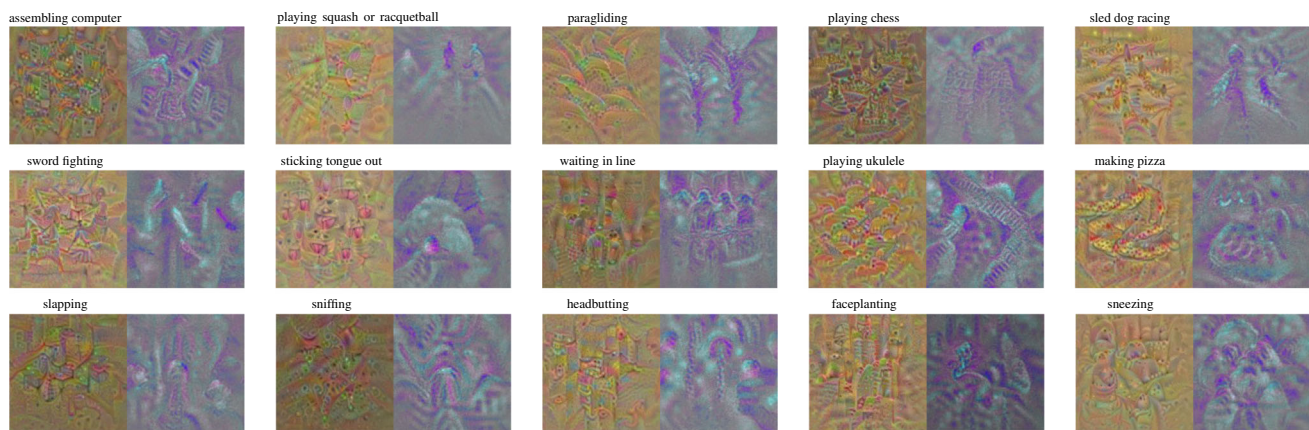 assembling computer
playing squash or racquetball
paragliding
playing chess
sled dog racing
sword fighting
sticking tongue out
waiting in line
playing ukulele
making pizza
slapping
sniffing
headbutting
faceplanting
sneezing